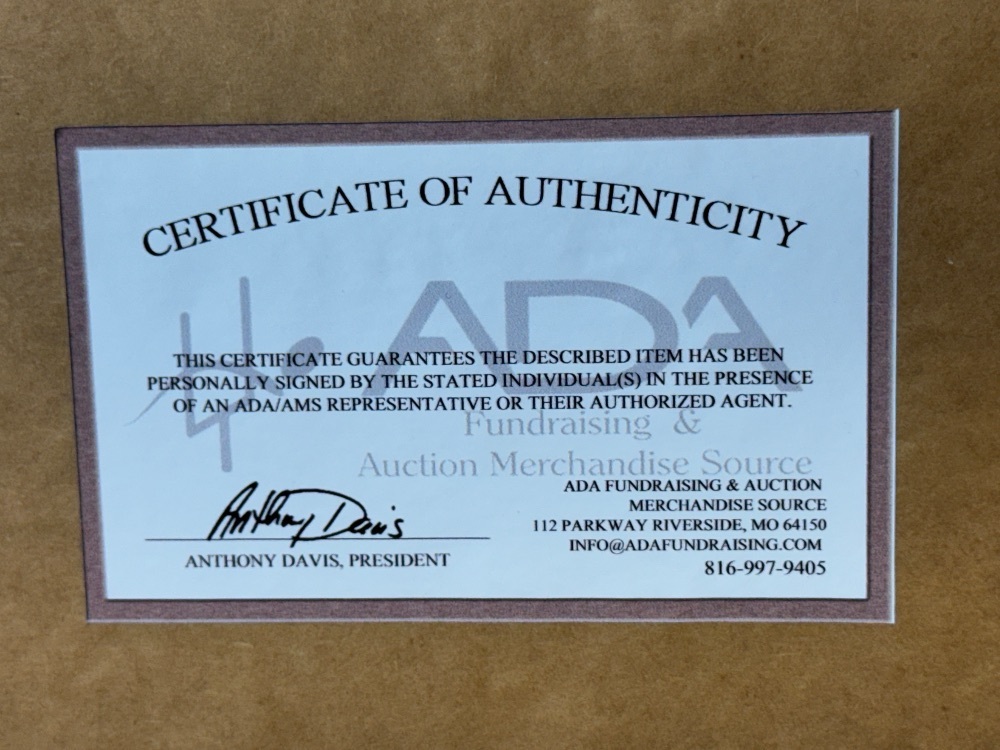 CERTIFICATE OF AUTHENTICITY
ADA
THIS CERTIFICATE GUARANTEES THE DESCRIBED ITEM HAS BEEN
PERSONALLY SIGNED BY THE STATED INDIVIDUAL(S) IN THE PRESENCE
OF AN ADA/AMS REPRESENTATIVE OR THEIR AUTHORIZED AGENT.
Fundraising &
Auction Merchandise Source
ADA FUNDRAISING & AUCTION
MERCHANDISE SOURCE
112 PARKWAY RIVERSIDE, MO 64150
INFO@ADAFUNDRAISING.COM
816-997-9405
Anthony Davis
ANTHONY DAVIS, PRESIDENT